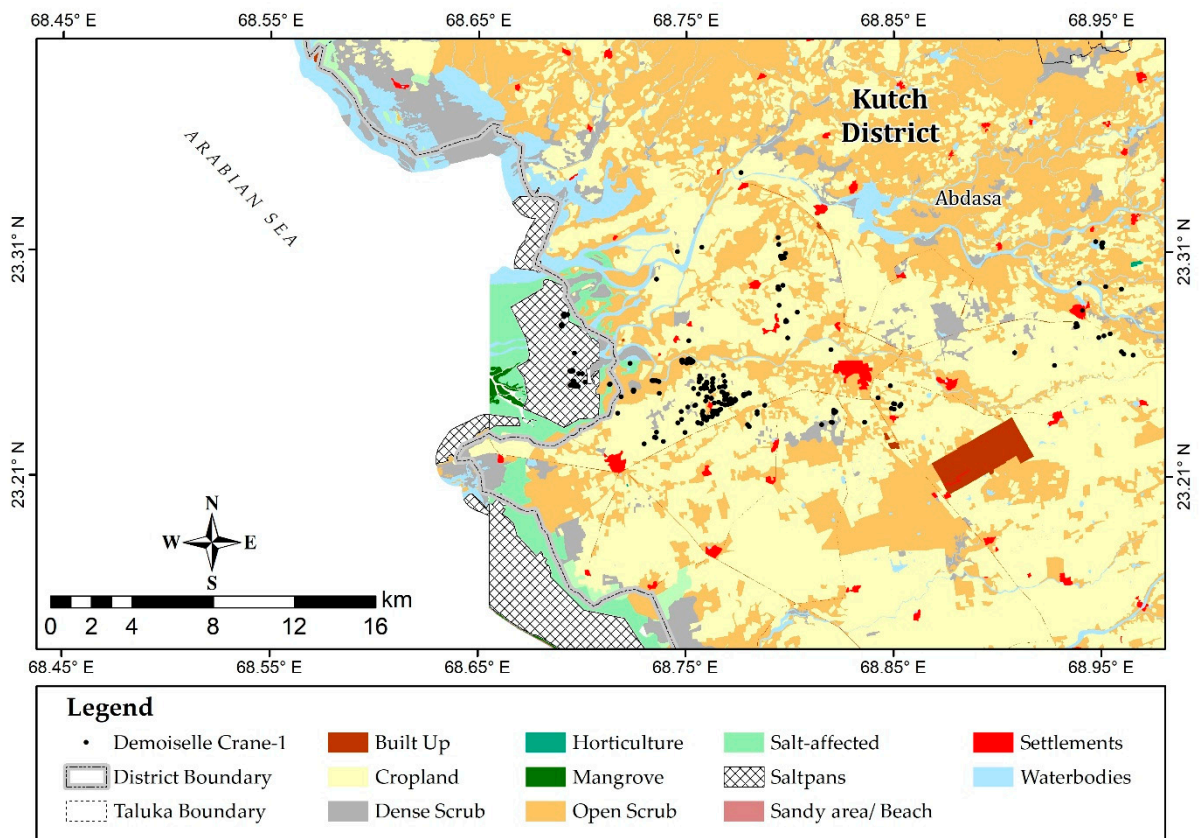 68.45° E 68.55° E 68.65° E 68.75° E 68.85° E 68.95° E
Kutch
District
ARABIAN SEA
Abdasa
23.31° N 23.31° N
23.21° N 23.21° N
N
W E
S
km
0 2 4 8 12 16
68.45° E 68.55° E 68.65° E 68.75° E 68.85° E 68.95° E
Legend
Demoiselle Crane-1 Built Up Horticulture Salt-affected Settlements
District Boundary Cropland Mangrove Saltpans Waterbodies
Taluka Boundary Dense Scrub Open Scrub Sandy area/ Beach